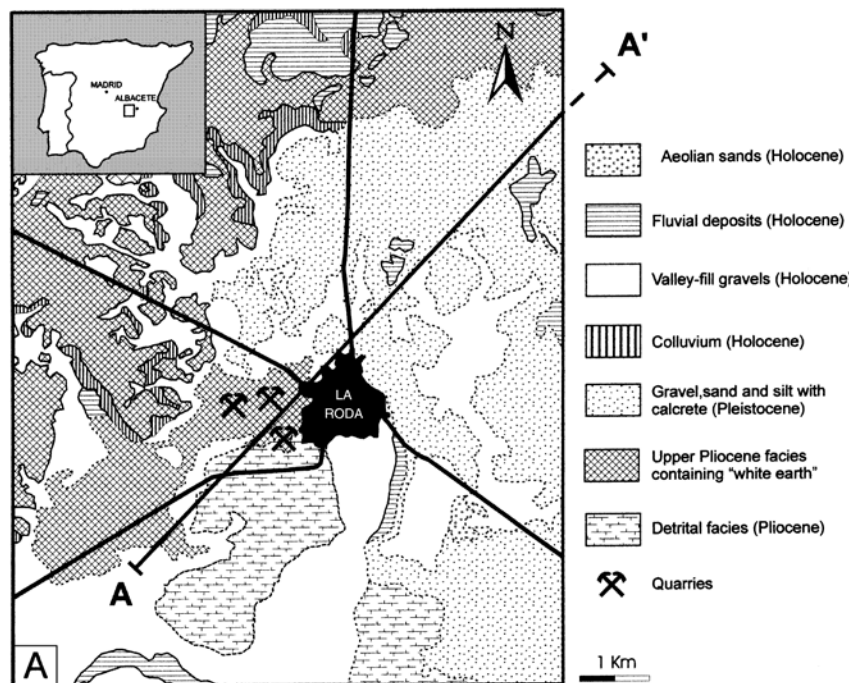 MADRID
ALBACETE
N
A'
LA
RODA
A
A
Aeolian sands (Holocene)
Fluvial deposits (Holocene)
Valley-fill gravels (Holocene)
Colluvium (Holocene)
Gravel,sand and silt with
calcrete (Pleistocene)
Upper Pliocene facies
containing "white earth"
Detrital facies (Pliocene)
Quarries
1 Km